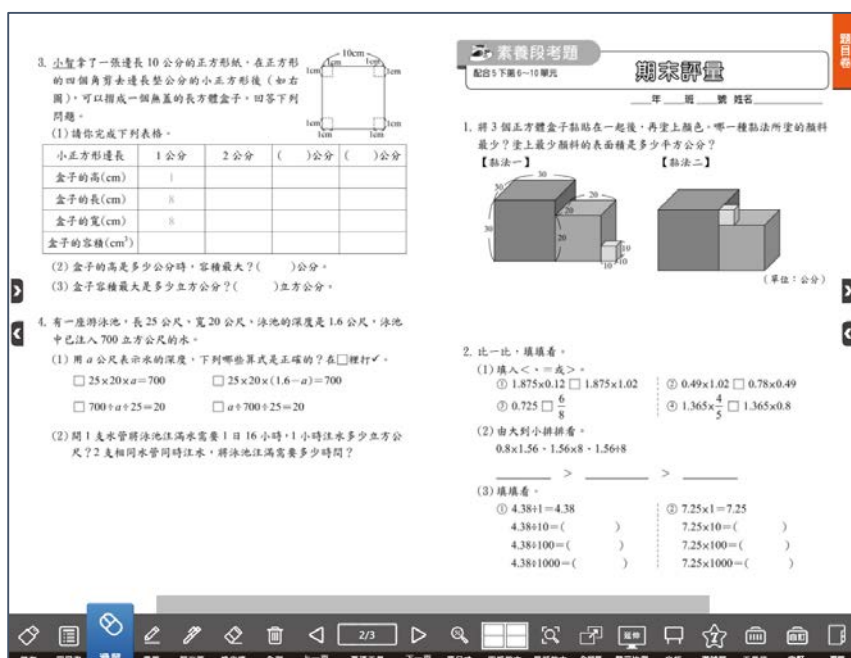 3. 小智拿了一張邊長 10 公分的正方形紙，在正方形
的四個角剪去邊長整公分的小正方形後（如右
圖），可以摺成一個無蓋的長方體盒子。回答下列
問題。
10cm
1cm 1cm
1cm 1cm
1cm 1cm
1cm 1cm
(1) 請你完成下列表格。
小正方形邊長 1 公分 2 公分 (　　)公分 (　　)公分
盒子的高(cm) 1
盒子的長(cm) 8
盒子的寬(cm) 8
盒子的容積(cm³)
(2) 盒子的高是多少公分時，容積最大？(　　)公分。
(3) 盒子容積最大是多少立方公分？(　　)立方公分。
4. 有一座游泳池，長 25 公尺、寬 20 公尺、泳池的深度是 1.6 公尺，泳池
中已注入 700 立方公尺的水。
(1) 用 a 公尺表示水的深度，下列哪些算式是正確的？在□裡打✓。
□ 25×20×a=700　□ 25×20×(1.6-a)=700
□ 700÷a÷25=20　□ a÷700÷25=20
(2) 開 1 支水管將泳池注滿水需要 1 日 16 小時，1 小時注水多少立方公
尺？2 支相同水管同時注水，將泳池注滿需要多少時間？
題目卷
素養段考題
配合 5 下第 6～10 單元
期末評量
年 班 號 姓名
1. 將 3 個正方體盒子黏貼在一起後，再塗上顏色。哪一種黏法所塗的顏料
最少？塗上最少顏料的表面積是多少平方公分？
【黏法一】　【黏法二】
30
30
20
20
30
20
10
10
10
（單位：公分）
2. 比一比，填填看。
(1) 填入＜、＝或＞。
① 1.875×0.12 □ 1.875×1.02　② 0.49×1.02 □ 0.78×0.49
③ 0.725 □ 6/8　④ 1.365×4/5 □ 1.365×0.8
(2) 由大到小排排看。
0.8×1.56、1.56×8、1.56÷8
＞ ＞
(3) 填填看。
① 4.38÷1=4.38　② 7.25×1=7.25
4.38÷10=(　　)　7.25×10=(　　)
4.38÷100=(　　)　7.25×100=(　　)
4.38÷1000=(　　)　7.25×1000=(　　)
2/3
延伸